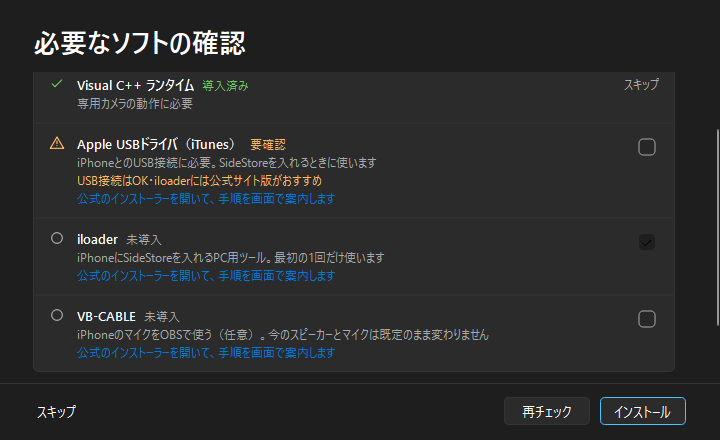 必要なソフトの確認
Visual C++ ランタイム 導入済み スキップ
専用カメラの動作に必要
Apple USBドライバ（iTunes） 要確認
iPhoneとのUSB接続に必要。SideStoreを入れるときに使います
USB接続はOK・iloaderには公式サイト版がおすすめ
公式のインストーラーを開いて、手順を画面で案内します
iloader 未導入
iPhoneにSideStoreを入れるPC用ツール。最初の1回だけ使います
公式のインストーラーを開いて、手順を画面で案内します
VB-CABLE 未導入
iPhoneのマイクをOBSで使う（任意）。今のスピーカーとマイクは既定のまま変わりません
公式のインストーラーを開いて、手順を画面で案内します
スキップ 再チェック インストール